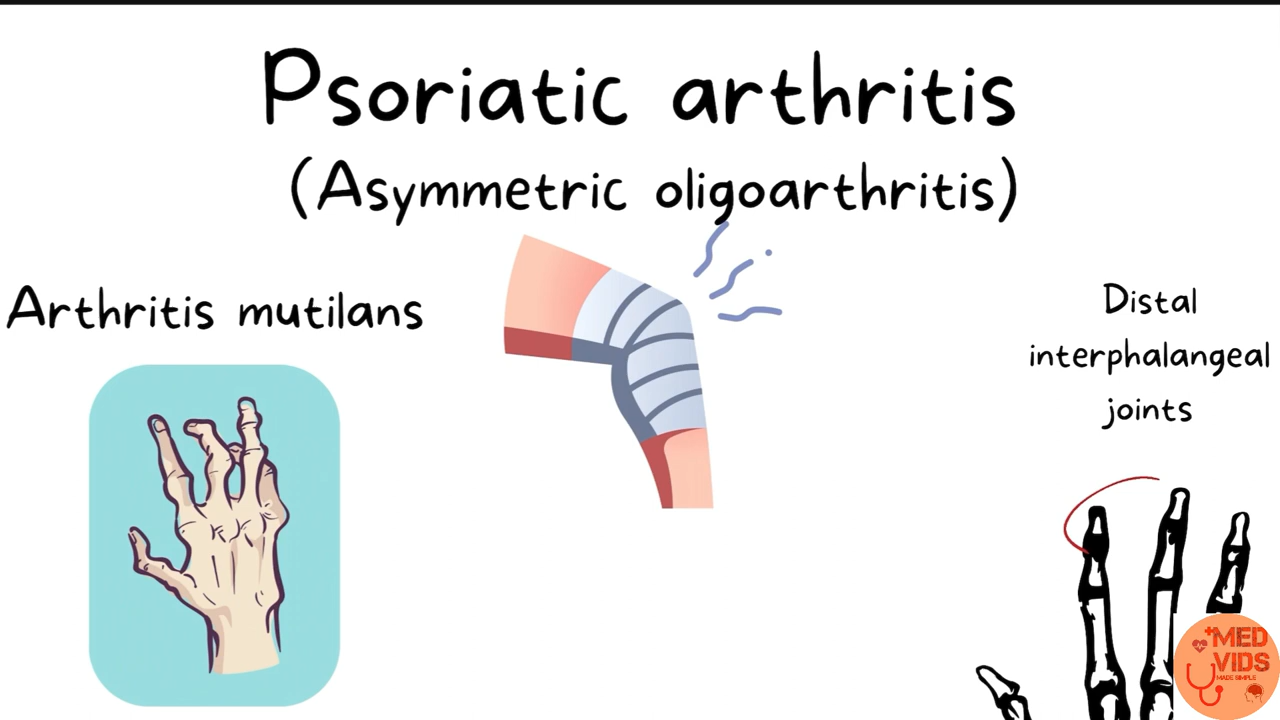 Psoriatic arthritis
(Asymmetric oligoarthritis)
Arthritis mutilans
Distal
interphalangeal
joints
MED
VIDS
MADE SIMPLE